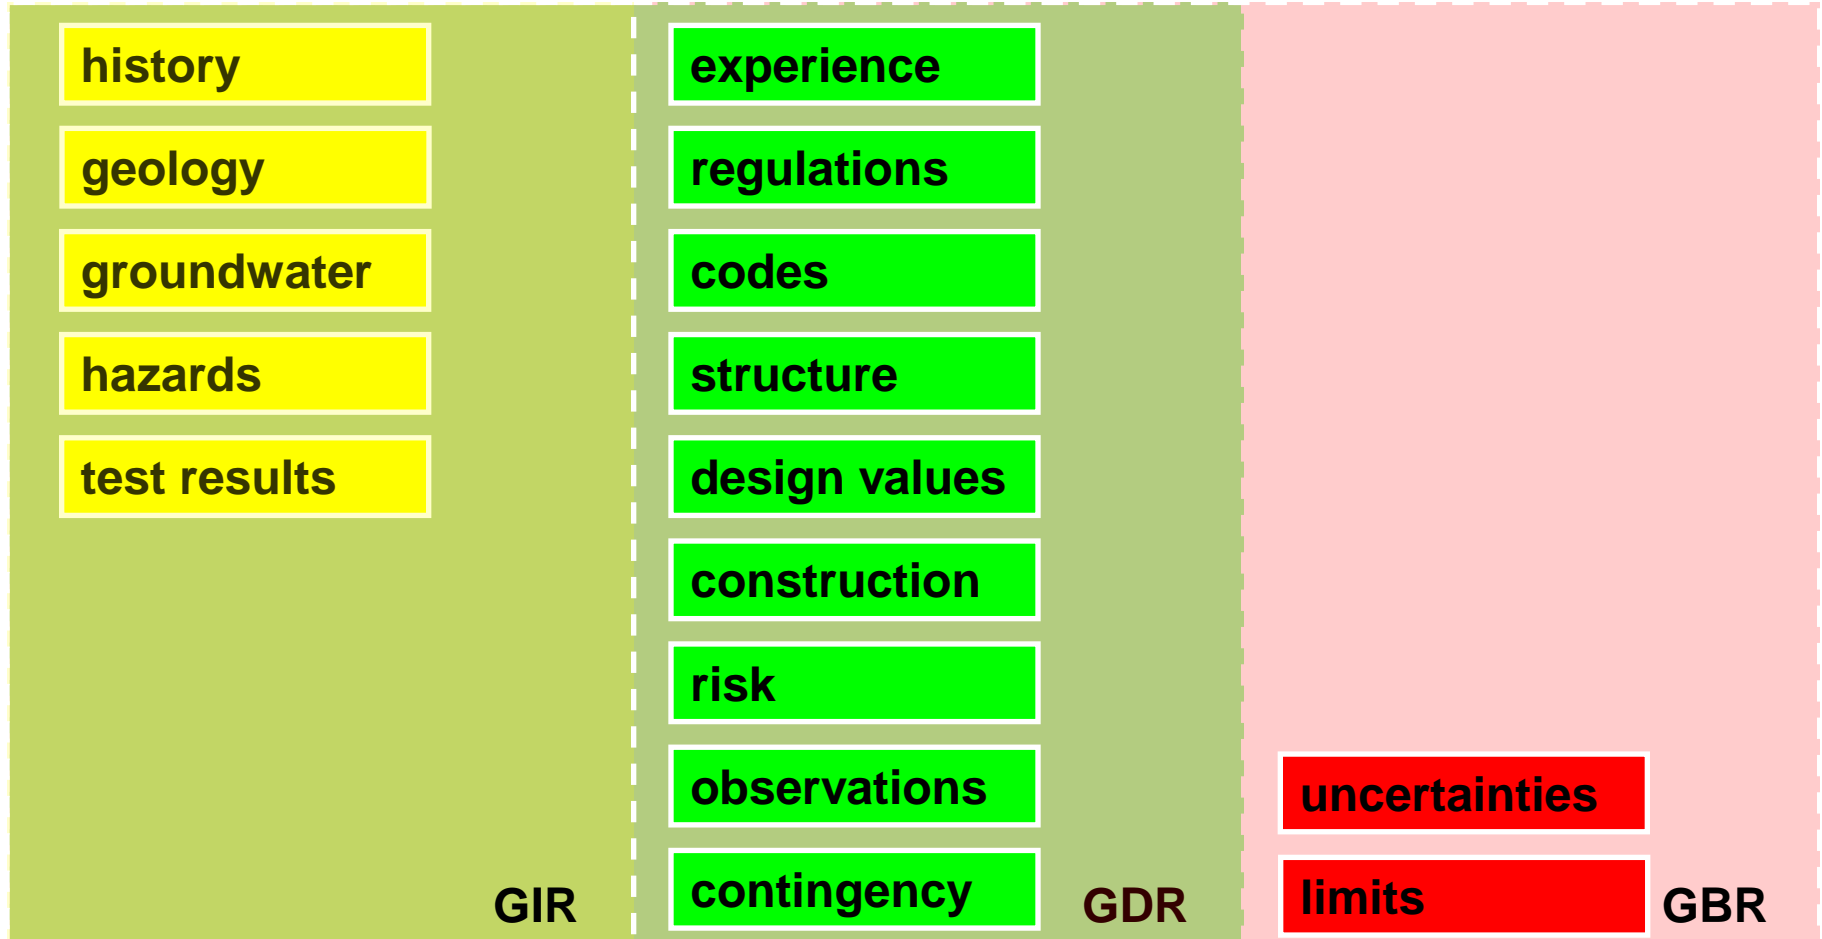 history
geology
groundwater
hazards
test results
GIR
experience
regulations
codes
structure
design values
construction
risk
observations
contingency
GDR
uncertainties
limits
GBR